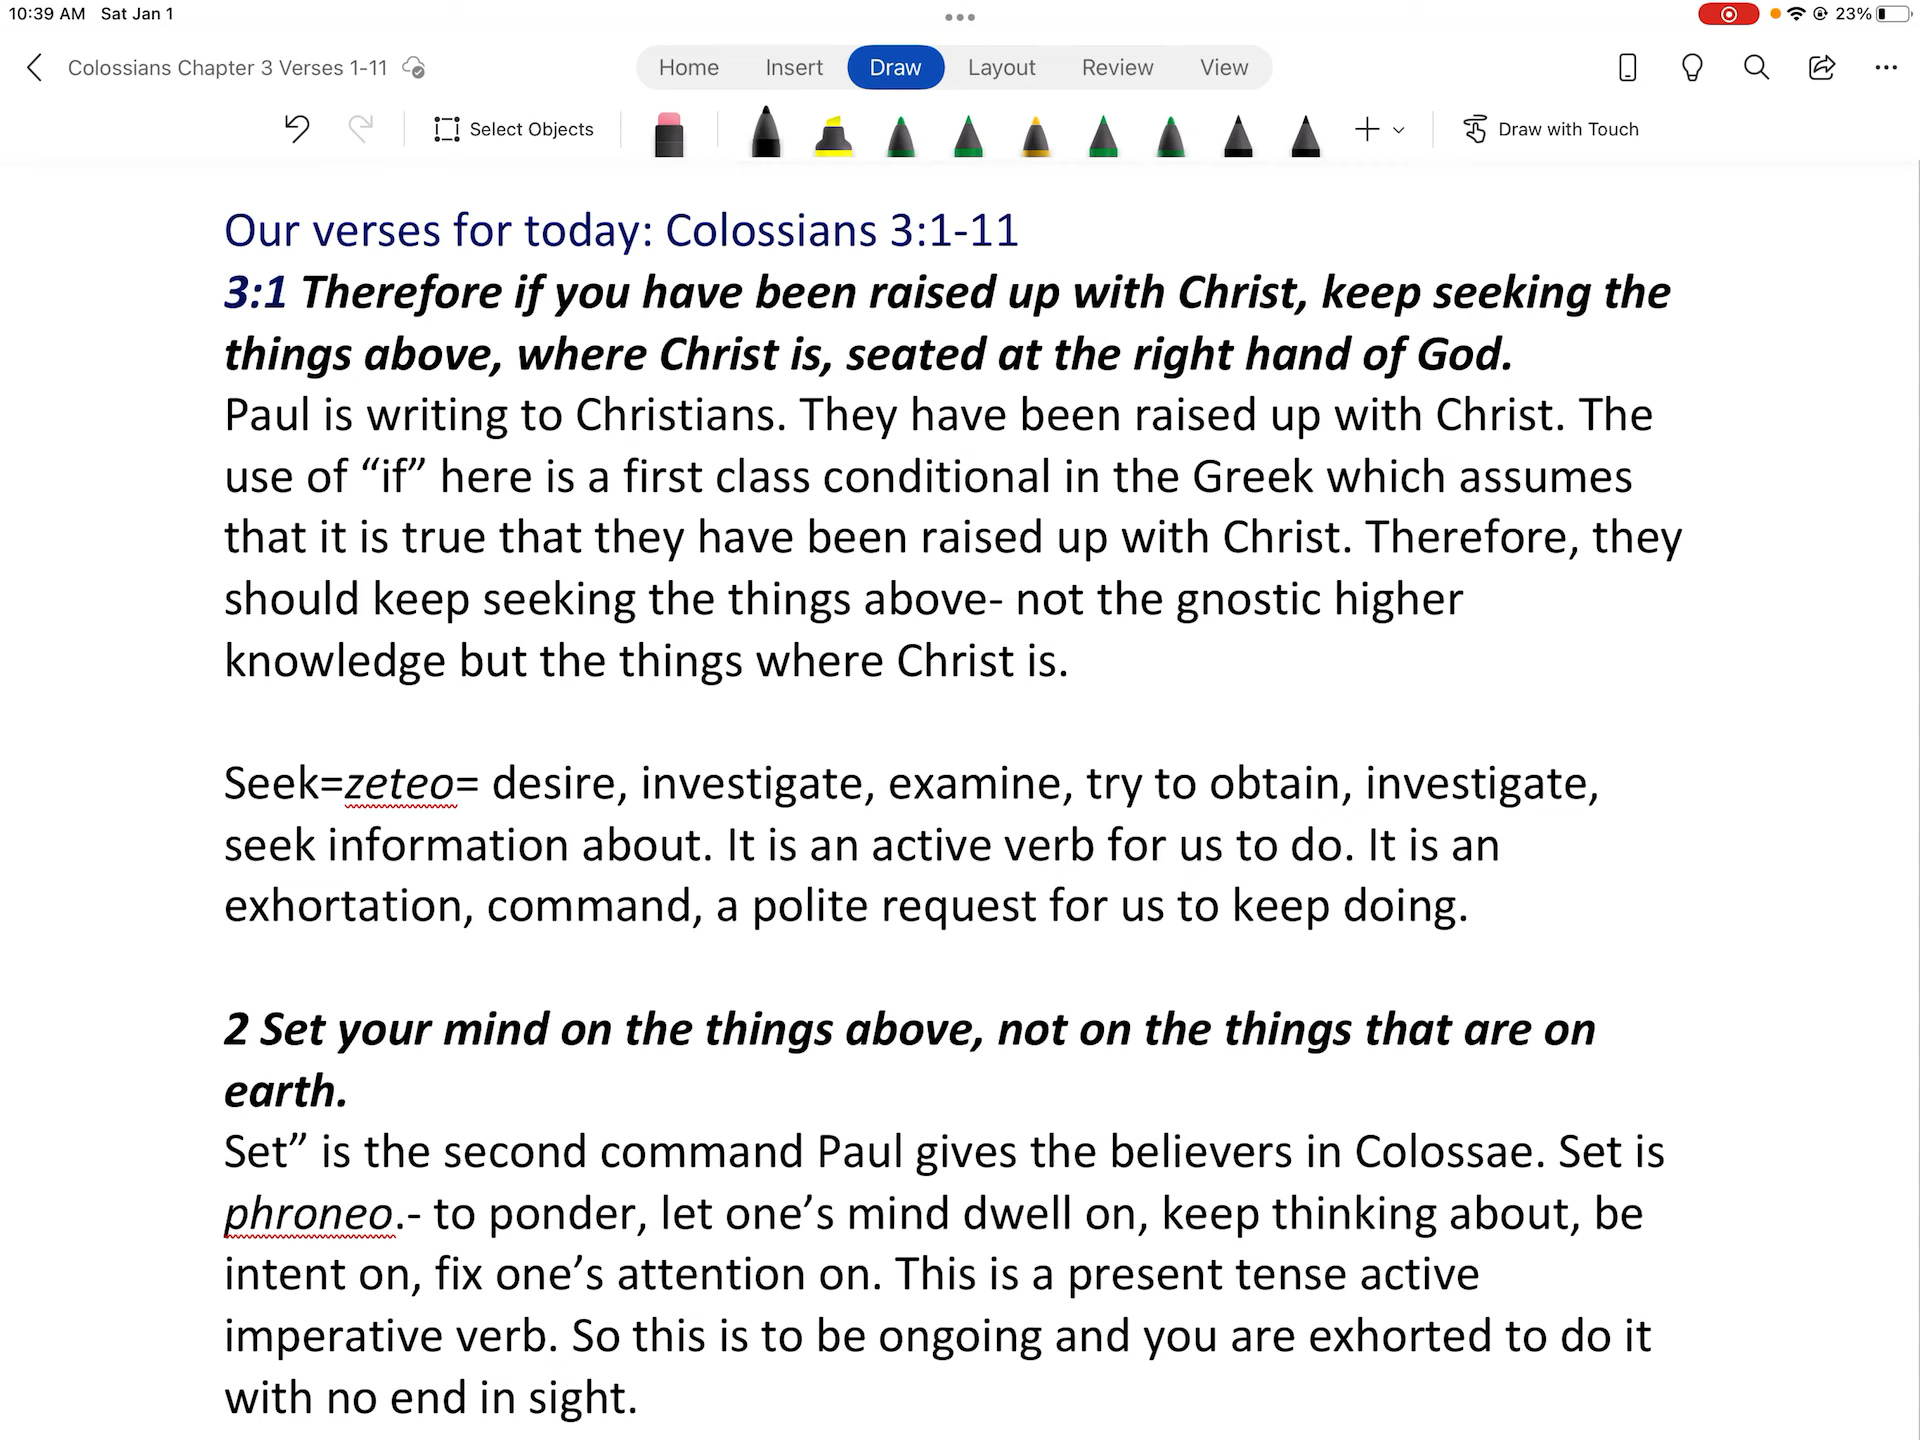 10:39 AM Sat Jan 1
23%
Colossians Chapter 3 Verses 1-11
Home Insert Draw Layout Review View
Select Objects
Draw with Touch
Our verses for today: Colossians 3:1-11
3:1 Therefore if you have been raised up with Christ, keep seeking the
things above, where Christ is, seated at the right hand of God.
Paul is writing to Christians. They have been raised up with Christ. The
use of “if” here is a first class conditional in the Greek which assumes
that it is true that they have been raised up with Christ. Therefore, they
should keep seeking the things above- not the gnostic higher
knowledge but the things where Christ is.
Seek=zeteo= desire, investigate, examine, try to obtain, investigate,
seek information about. It is an active verb for us to do. It is an
exhortation, command, a polite request for us to keep doing.
2 Set your mind on the things above, not on the things that are on
earth.
Set” is the second command Paul gives the believers in Colossae. Set is
phroneo.- to ponder, let one’s mind dwell on, keep thinking about, be
intent on, fix one’s attention on. This is a present tense active
imperative verb. So this is to be ongoing and you are exhorted to do it
with no end in sight.